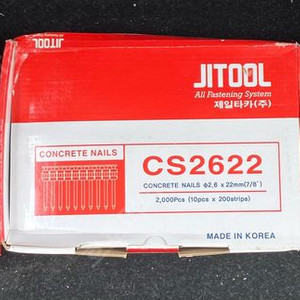 JITOOL
All Fastening System
제일타카(주)
CONCRETE NAILS
CS2622
CONCRETE NAILS φ2,6 x 22mm(7/8")
2,000Pcs (10pcs x 200strips)
MADE IN KOREA